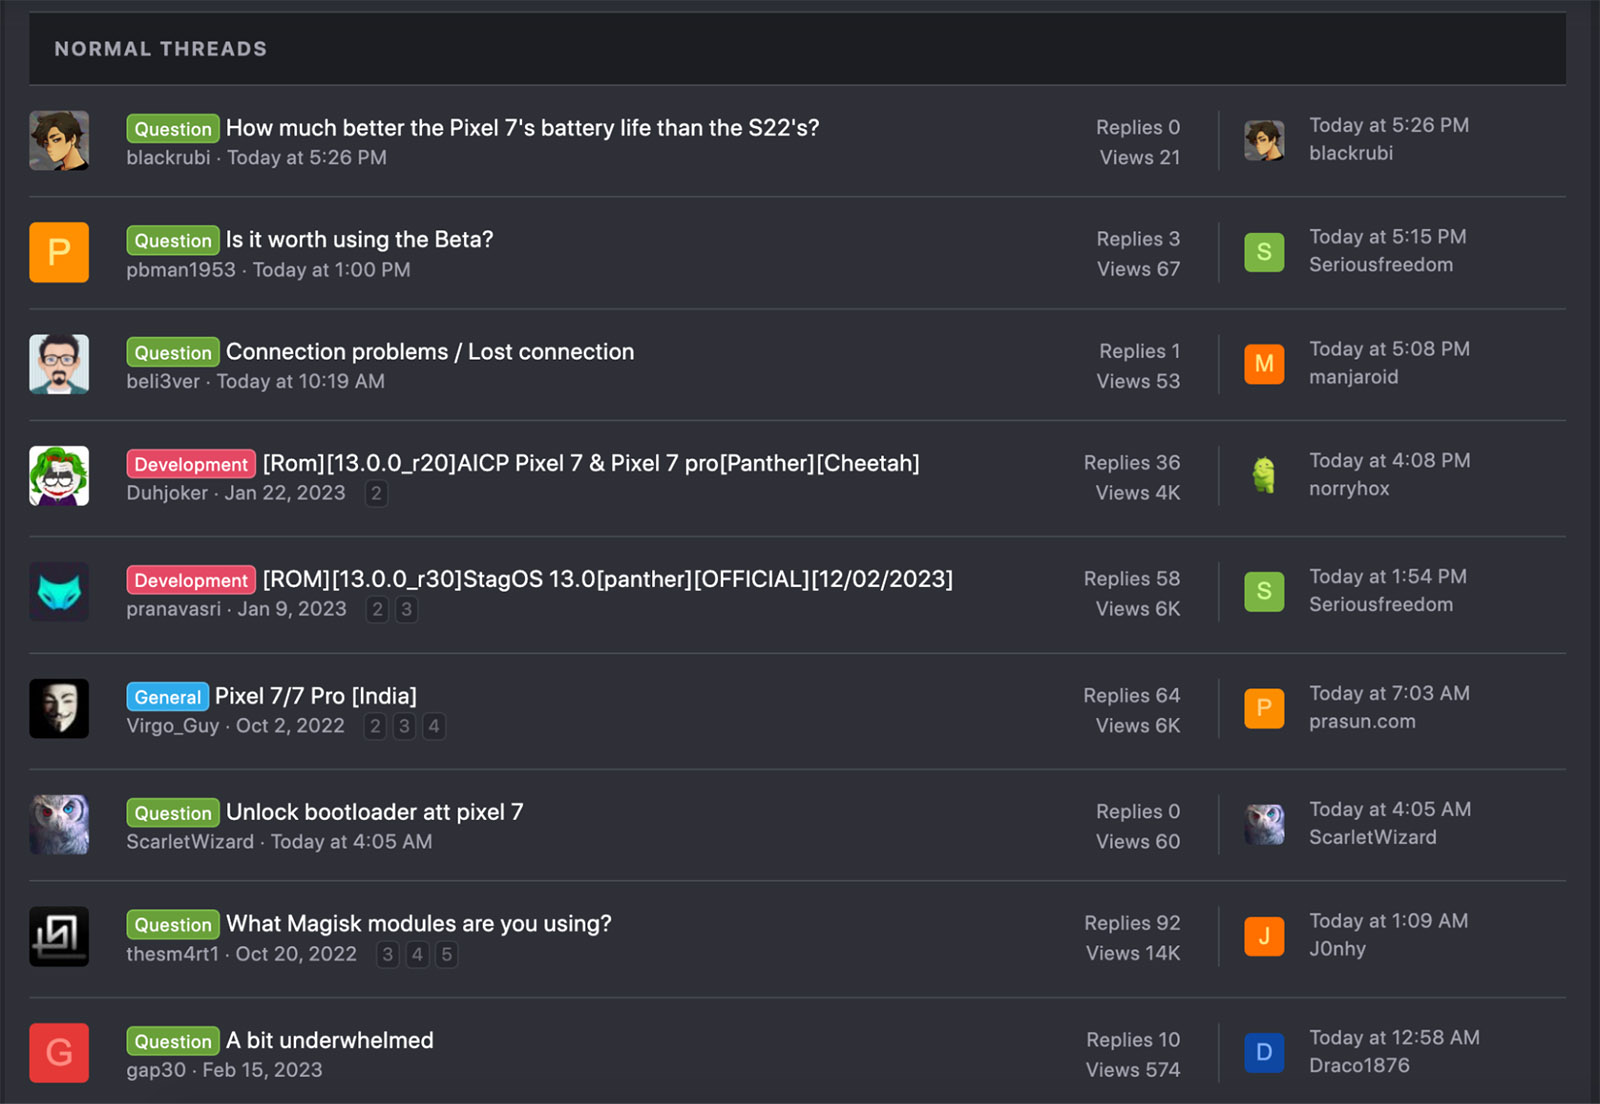 NORMAL THREADS
Question How much better the Pixel 7's battery life than the S22's?
blackrubi · Today at 5:26 PM
Replies 0
Views 21
Today at 5:26 PM
blackrubi
P
Question Is it worth using the Beta?
pbman1953 · Today at 1:00 PM
Replies 3
Views 67
S
Today at 5:15 PM
Seriousfreedom
Question Connection problems / Lost connection
beli3ver · Today at 10:19 AM
Replies 1
Views 53
M
Today at 5:08 PM
manjaroid
Development [Rom][13.0.0_r20]AICP Pixel 7 & Pixel 7 pro[Panther][Cheetah]
Duhjoker · Jan 22, 2023 2
Replies 36
Views 4K
Today at 4:08 PM
norryhox
Development [ROM][13.0.0_r30]StagOS 13.0[panther][OFFICIAL][12/02/2023]
pranavasri · Jan 9, 2023 2 3
Replies 58
Views 6K
S
Today at 1:54 PM
Seriousfreedom
General Pixel 7/7 Pro [India]
Virgo_Guy · Oct 2, 2022 2 3 4
Replies 64
Views 6K
P
Today at 7:03 AM
prasun.com
Question Unlock bootloader att pixel 7
ScarletWizard · Today at 4:05 AM
Replies 0
Views 60
Today at 4:05 AM
ScarletWizard
Question What Magisk modules are you using?
thesm4rt1 · Oct 20, 2022 3 4 5
Replies 92
Views 14K
J
Today at 1:09 AM
J0nhy
G
Question A bit underwhelmed
gap30 · Feb 15, 2023
Replies 10
Views 574
D
Today at 12:58 AM
Draco1876